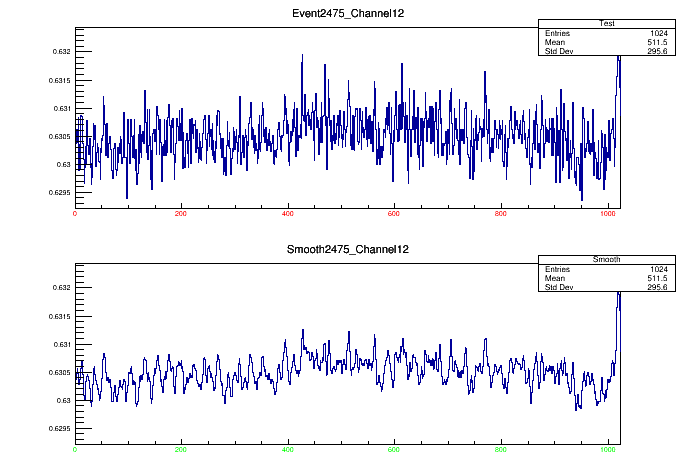 Event2475_Channel12
Test
Entries 1024
Mean 511.5
Std Dev 295.6
0.632
0.6315
0.631
0.6305
0.63
0.6295
0 200 400 600 800 1000
Smooth2475_Channel12
Smooth
Entries 1024
Mean 511.5
Std Dev 295.6
0.632
0.6315
0.631
0.6305
0.63
0.6295
0 200 400 600 800 1000